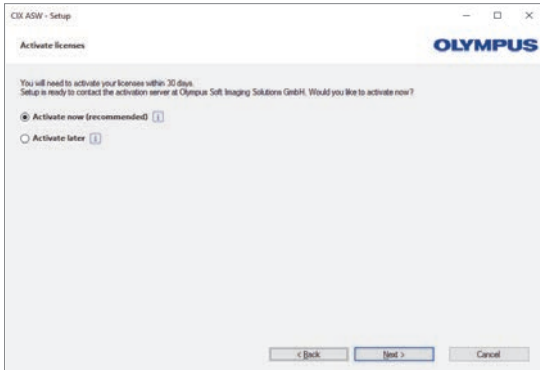 CIX ASW - Setup
Activate licenses
OLYMPUS
You will need to activate your licenses within 30 days.
Setup is ready to contact the activation server at Olympus Soft Imaging Solutions GmbH. Would you like to activate now?
Activate now (recommended) i
Activate later i
< Back Next > Cancel